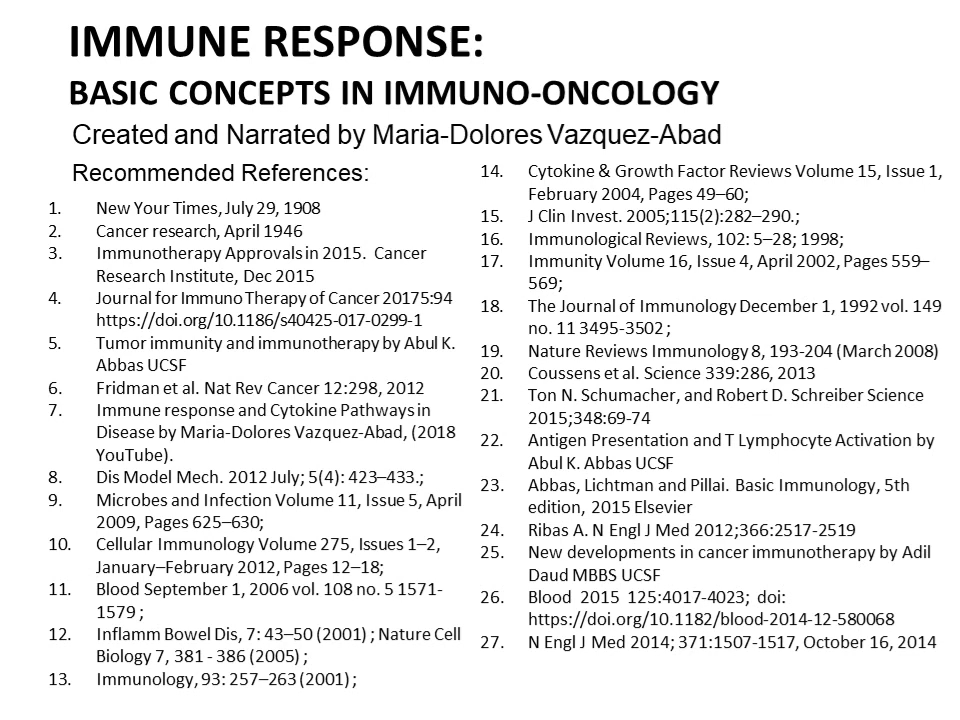 IMMUNE RESPONSE:
BASIC CONCEPTS IN IMMUNO-ONCOLOGY
Created and Narrated by Maria-Dolores Vazquez-Abad
Recommended References:
1. New Your Times, July 29, 1908
2. Cancer research, April 1946
3. Immunotherapy Approvals in 2015. Cancer
Research Institute, Dec 2015
4. Journal for Immuno Therapy of Cancer 20175:94
https://doi.org/10.1186/s40425-017-0299-1
5. Tumor immunity and immunotherapy by Abul K.
Abbas UCSF
6. Fridman et al. Nat Rev Cancer 12:298, 2012
7. Immune response and Cytokine Pathways in
Disease by Maria-Dolores Vazquez-Abad, (2018
YouTube).
8. Dis Model Mech. 2012 July; 5(4): 423–433.;
9. Microbes and Infection Volume 11, Issue 5, April
2009, Pages 625–630;
10. Cellular Immunology Volume 275, Issues 1–2,
January–February 2012, Pages 12–18;
11. Blood September 1, 2006 vol. 108 no. 5 1571-
1579 ;
12. Inflamm Bowel Dis, 7: 43–50 (2001) ; Nature Cell
Biology 7, 381 - 386 (2005) ;
13. Immunology, 93: 257–263 (2001) ;
14. Cytokine & Growth Factor Reviews Volume 15, Issue 1,
February 2004, Pages 49–60;
15. J Clin Invest. 2005;115(2):282–290.;
16. Immunological Reviews, 102: 5–28; 1998;
17. Immunity Volume 16, Issue 4, April 2002, Pages 559–
569;
18. The Journal of Immunology December 1, 1992 vol. 149
no. 11 3495-3502 ;
19. Nature Reviews Immunology 8, 193-204 (March 2008)
20. Coussens et al. Science 339:286, 2013
21. Ton N. Schumacher, and Robert D. Schreiber Science
2015;348:69-74
22. Antigen Presentation and T Lymphocyte Activation by
Abul K. Abbas UCSF
23. Abbas, Lichtman and Pillai. Basic Immunology, 5th
edition, 2015 Elsevier
24. Ribas A. N Engl J Med 2012;366:2517-2519
25. New developments in cancer immunotherapy by Adil
Daud MBBS UCSF
26. Blood 2015 125:4017-4023; doi:
https://doi.org/10.1182/blood-2014-12-580068
27. N Engl J Med 2014; 371:1507-1517, October 16, 2014